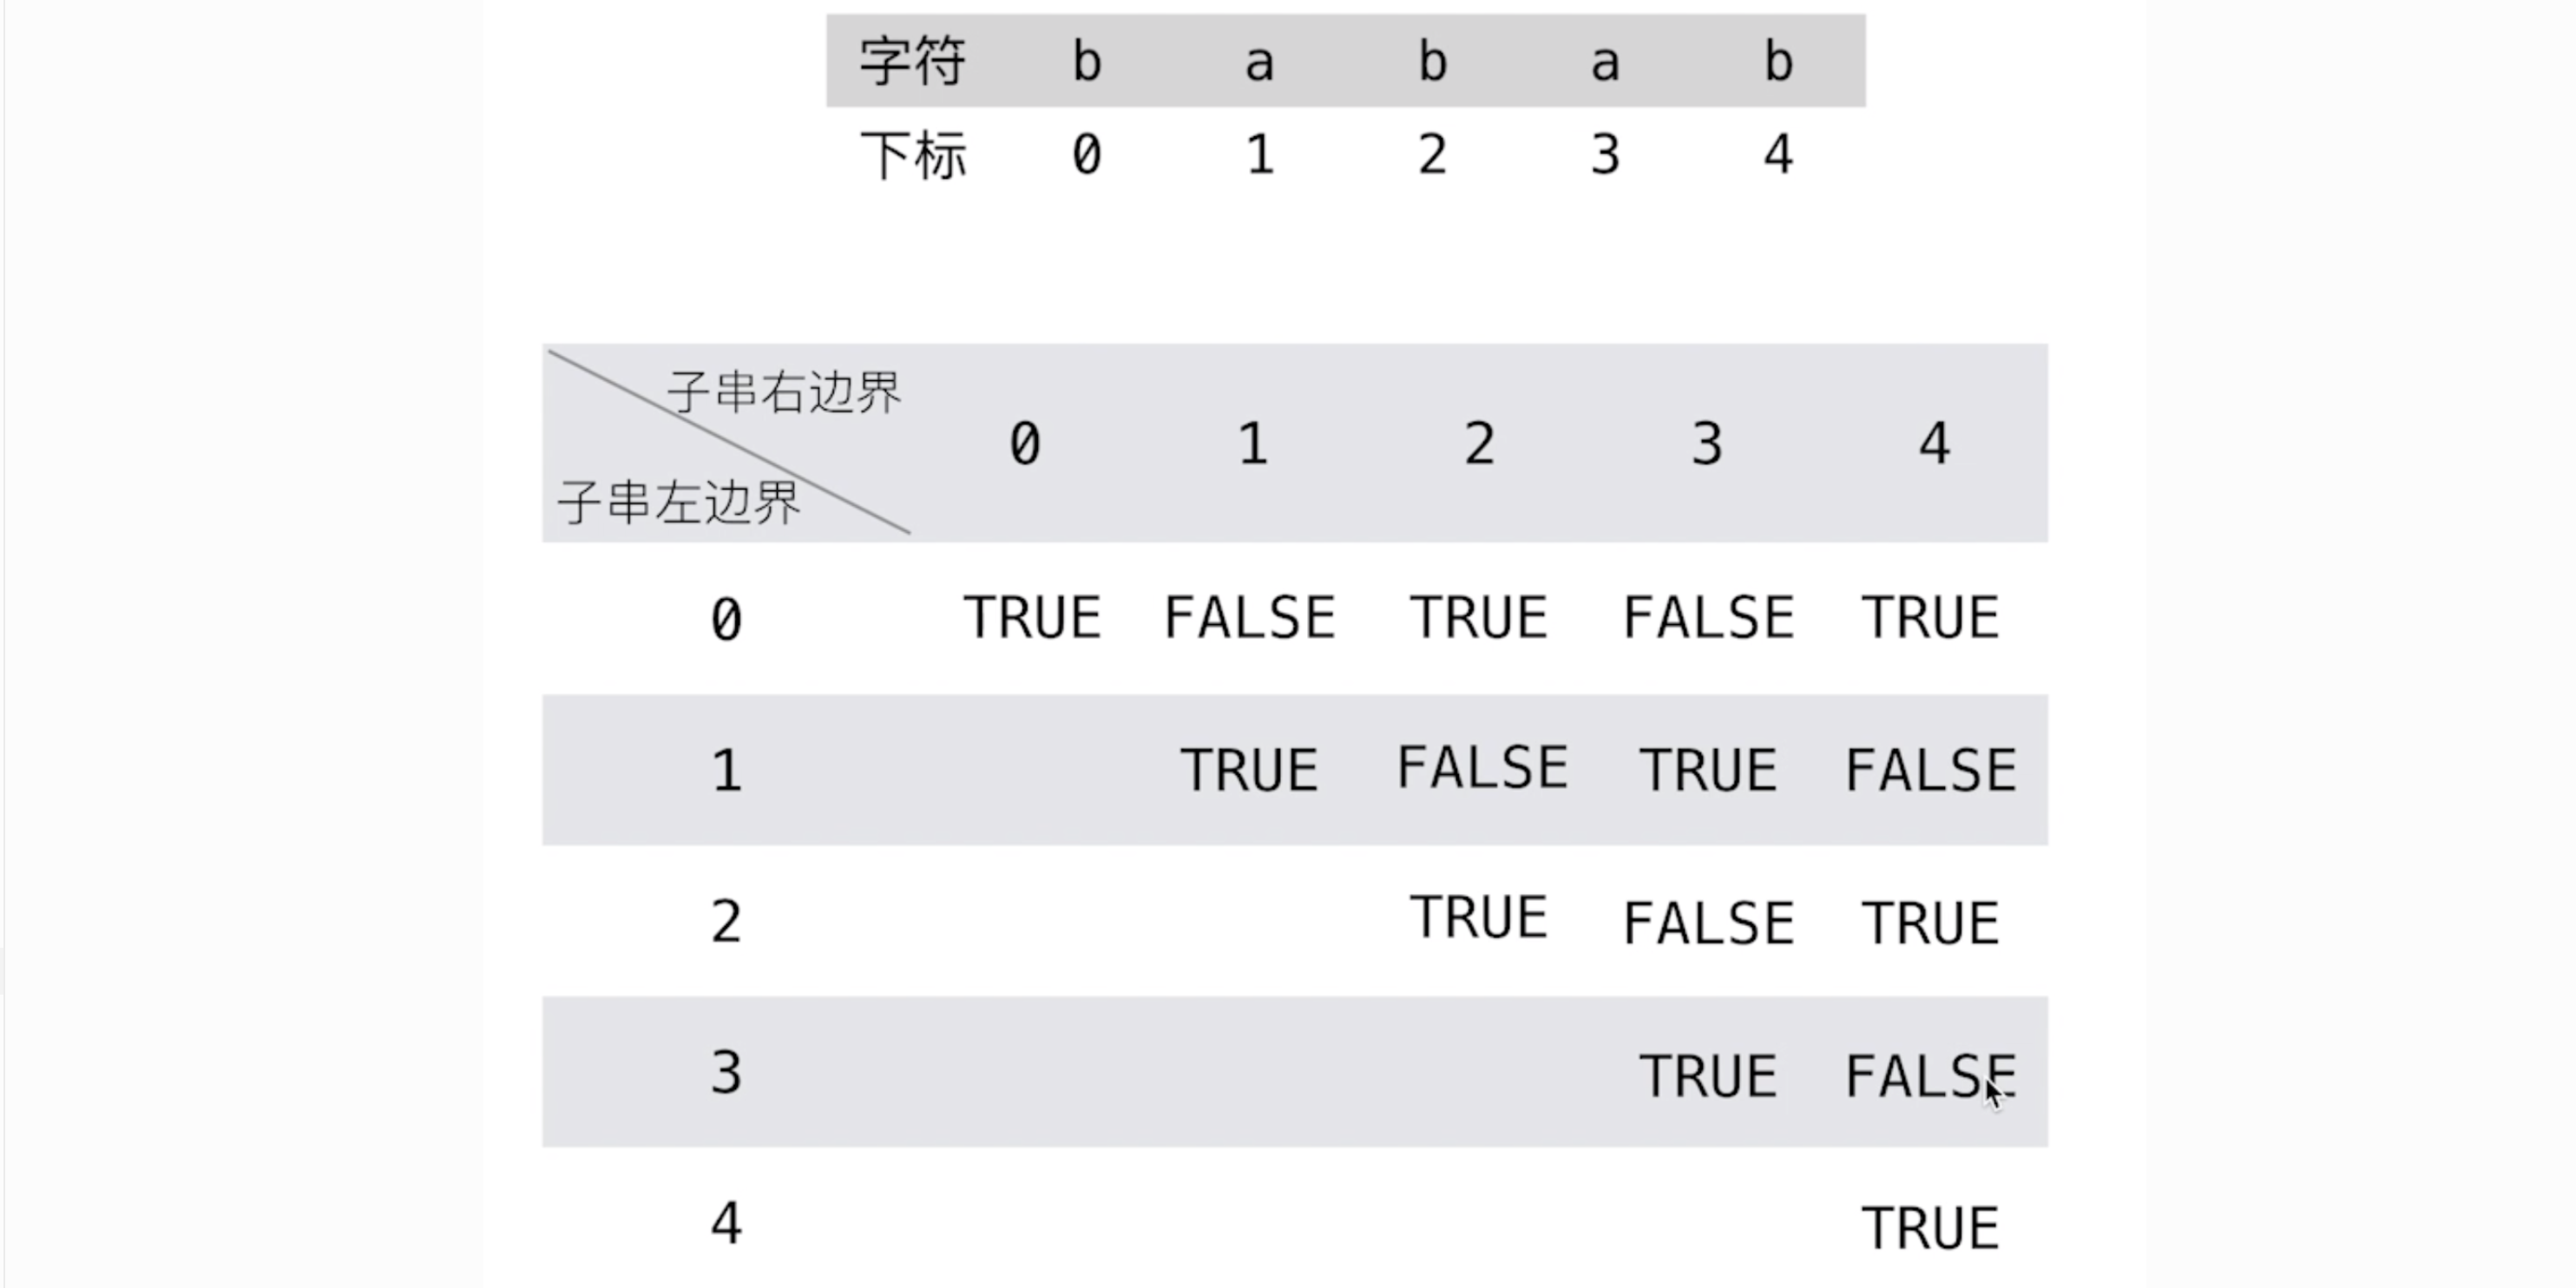 字符 b a b a b
下标 0 1 2 3 4
子串右边界
0 1 2 3 4
子串左边界
0 TRUE FALSE TRUE FALSE TRUE
1 TRUE FALSE TRUE FALSE
2 TRUE FALSE TRUE
3 TRUE FALSE
4 TRUE